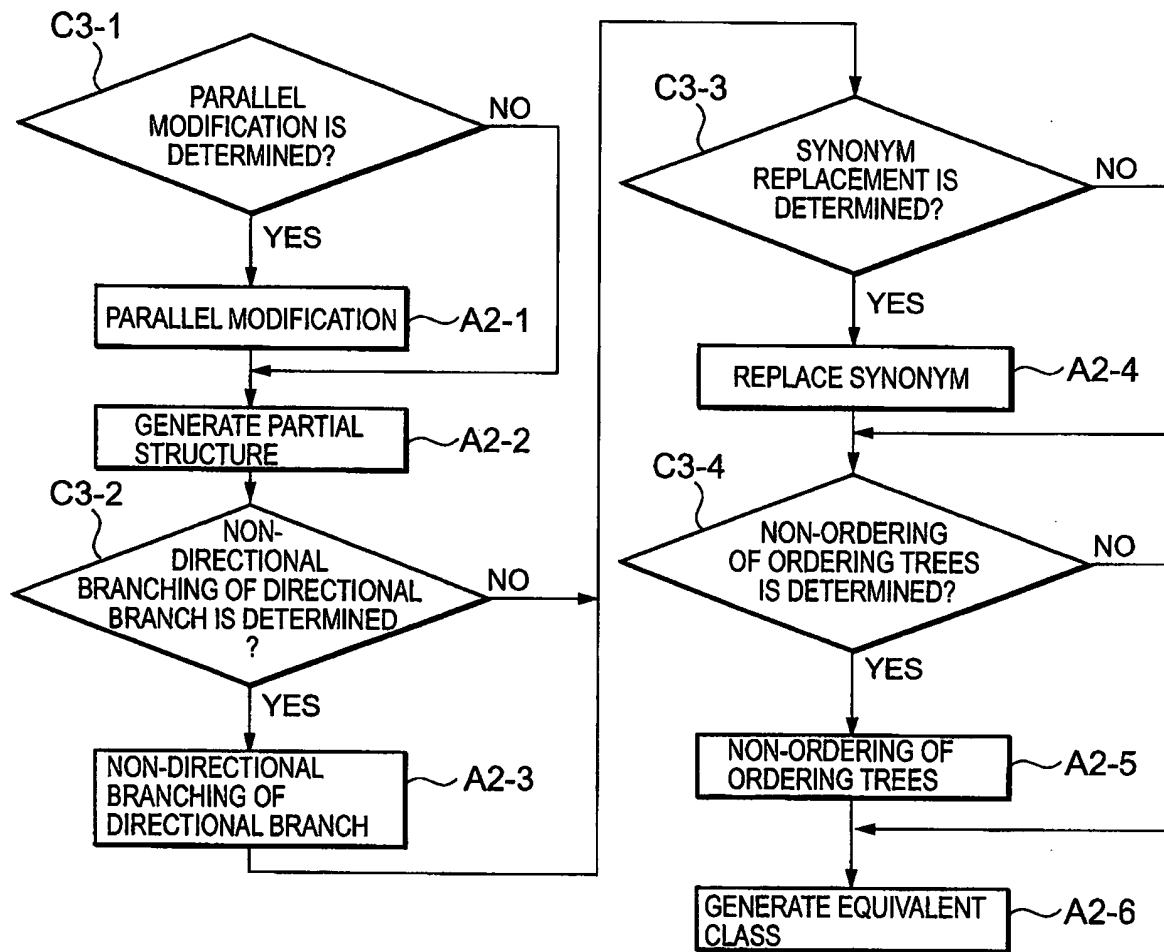 C3-1
PARALLEL
MODIFICATION IS
DETERMINED?
NO
YES
PARALLEL MODIFICATION
A2-1
GENERATE PARTIAL
STRUCTURE
A2-2
C3-2
NON-
DIRECTIONAL
BRANCHING OF DIRECTIONAL
BRANCH IS DETERMINED
?
NO
YES
NON-DIRECTIONAL
BRANCHING OF
DIRECTIONAL BRANCH
A2-3
C3-3
SYNONYM
REPLACEMENT IS
DETERMINED?
NO
YES
REPLACE SYNONYM
A2-4
C3-4
NON-ORDERING
OF ORDERING TREES
IS DETERMINED?
NO
YES
NON-ORDERING OF
ORDERING TREES
A2-5
GENERATE EQUIVALENT
CLASS
A2-6